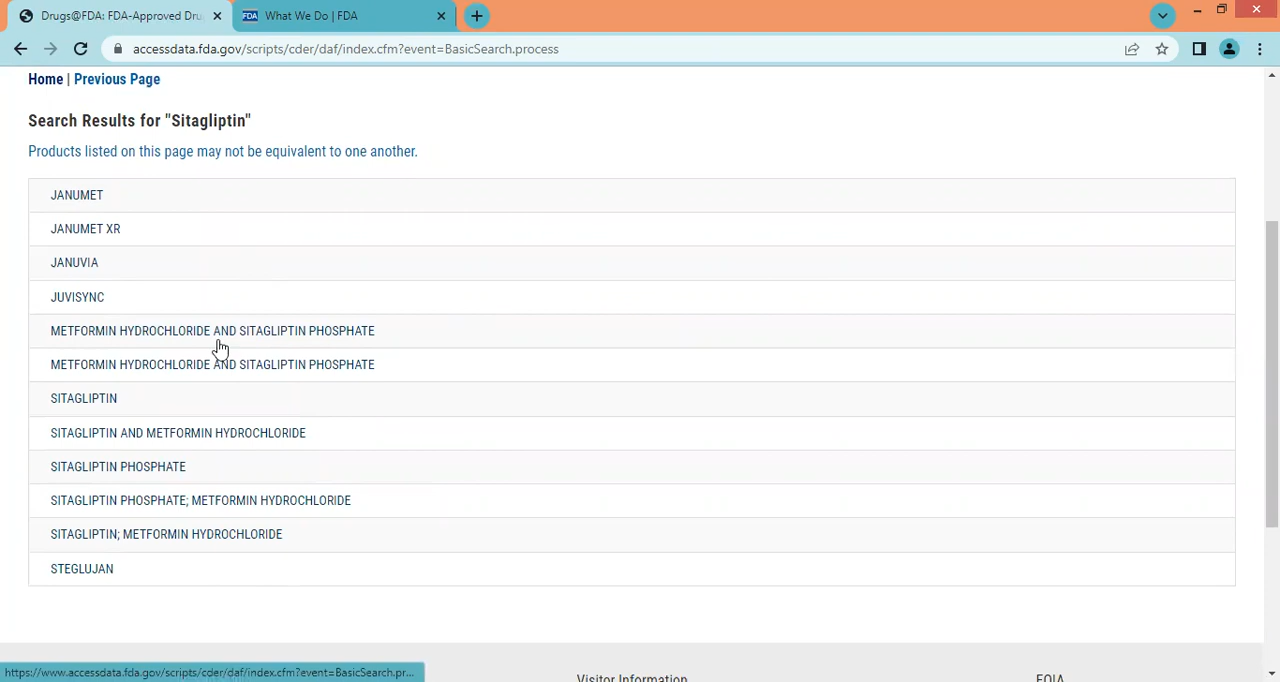 Drugs@FDA: FDA-Approved Dru
FDA What We Do | FDA
accessdata.fda.gov/scripts/cder/daf/index.cfm?event=BasicSearch.process
Home | Previous Page
Search Results for "Sitagliptin"
Products listed on this page may not be equivalent to one another.
JANUMET
JANUMET XR
JANUVIA
JUVISYNC
METFORMIN HYDROCHLORIDE AND SITAGLIPTIN PHOSPHATE
METFORMIN HYDROCHLORIDE AND SITAGLIPTIN PHOSPHATE
SITAGLIPTIN
SITAGLIPTIN AND METFORMIN HYDROCHLORIDE
SITAGLIPTIN PHOSPHATE
SITAGLIPTIN PHOSPHATE; METFORMIN HYDROCHLORIDE
SITAGLIPTIN; METFORMIN HYDROCHLORIDE
STEGLUJAN
Visitor Information FOIA
https://www.accessdata.fda.gov/scripts/cder/daf/index.cfm?event=BasicSearch.pr...